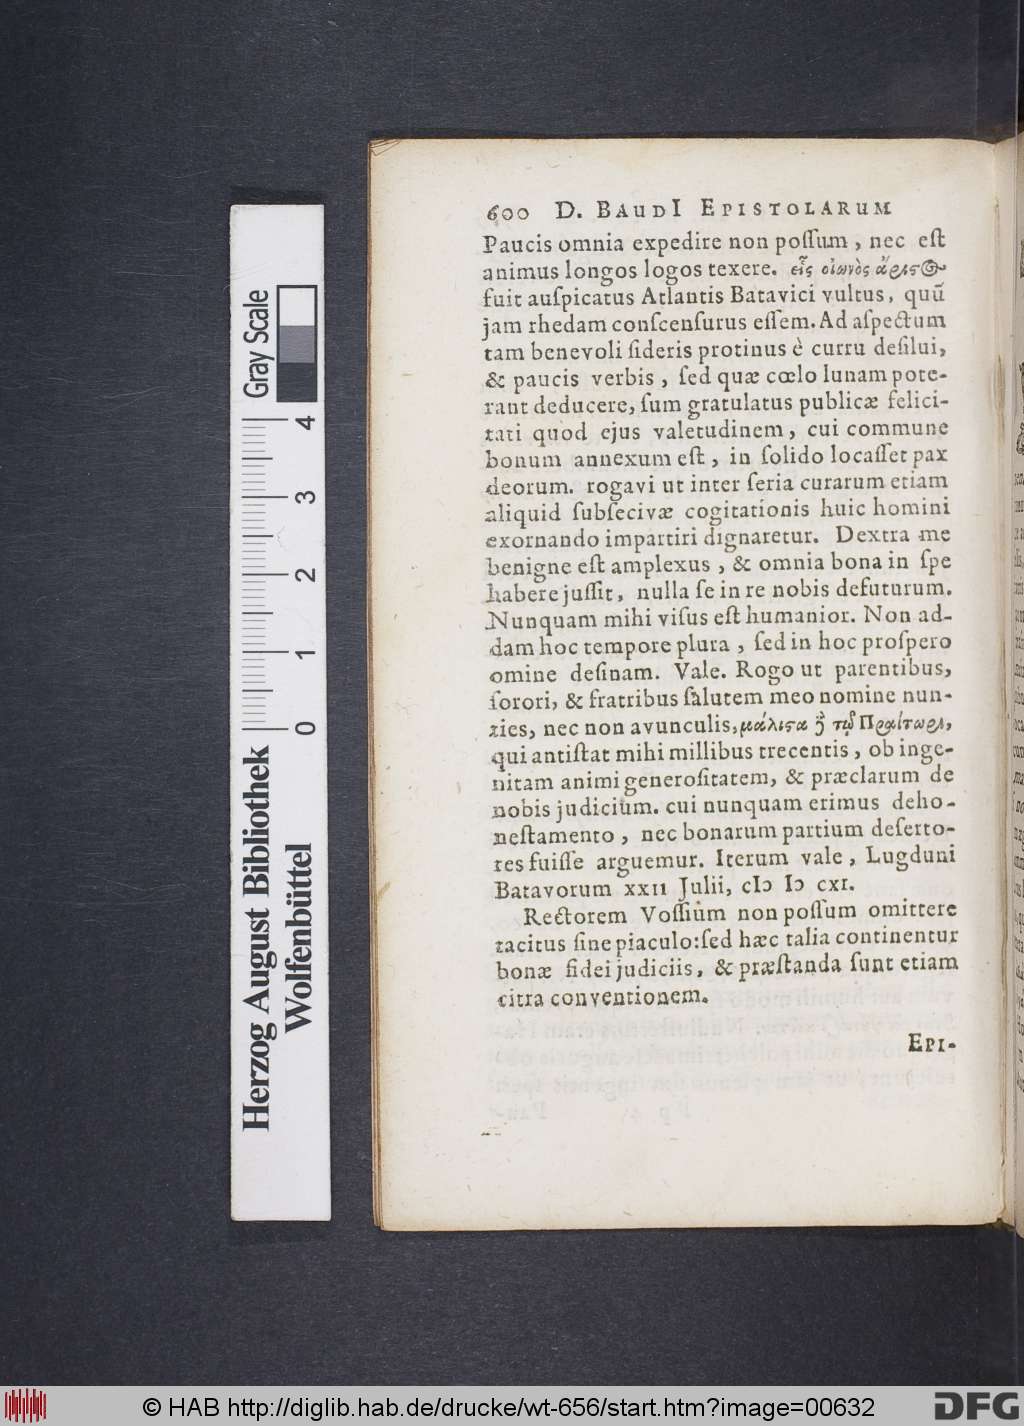 600 D. BAUDI EPISTOLARUM
Paucis omnia expedire non poſſum, nec eſt
animus longos logos texere. εἷς οἰωνὸς ἄριστος
fuit auſpicatus Atlantis Batavici vultus, quū
jam rhedam conſcenſurus eſſem. Ad aſpectum
tam benevoli ſideris protinus è curru deſilui,
& paucis verbis, ſed quæ cœlo lunam pote-
rant deducere, ſum gratulatus publicæ felici-
tati quòd ejus valetudinem, cui commune
bonum annexum eſt, in ſolido locaſſet pax
deorum. rogavi ut inter ſeria curarum etiam
aliquid ſubſecivæ cogitationis huic homini
exornando impartiri dignaretur. Dextra me
benigne eſt amplexus, & omnia bona in ſpe
habere juſſit, nulla ſe in re nobis defuturum.
Nunquam mihi viſus eſt humanior. Non ad-
dam hoc tempore plura, ſed in hoc proſpero
omine deſinam. Vale. Rogo ut parentibus,
ſorori, & fratribus ſalutem meo nomine nun-
ties, nec non avunculis, μάλιστα δὲ τῷ Πραίτωρι,
qui antiſtat mihi millibus trecentis, ob inge-
nitam animi generoſitatem, & præclarum de
nobis judicium. cui nunquam erimus deho-
neſtamento, nec bonarum partium deſerto-
res fuiſſe arguemur. Iterum vale, Lugduni
Batavorum XXII Julii, cIↄ Iↄ CXI.
Rectorem Voſſium non poſſum omittere
tacitus ſine piaculo: ſed hæc talia continentur
bonæ fidei judiciis, & præſtanda ſunt etiam
citra conventionem.
EPI-
Gray Scale
0 1 2 3 4
Herzog August Bibliothek
Wolfenbüttel
© HAB http://diglib.hab.de/drucke/wt-656/start.htm?image=00632
DFG